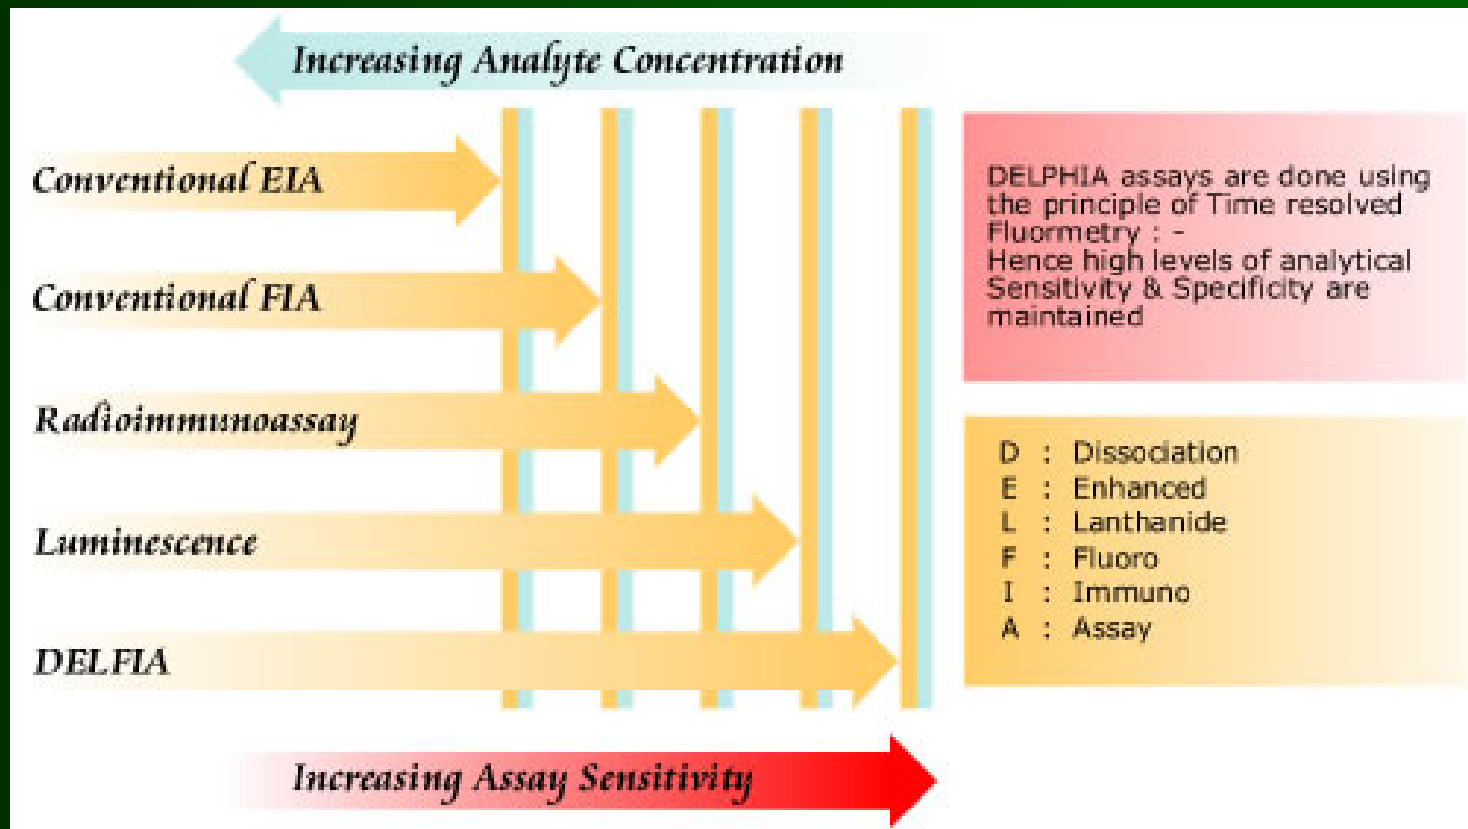 Increasing Analyte Concentration
Conventional EIA
Conventional FIA
Radioimmunoassay
Luminescence
DELFIA
Increasing Assay Sensitivity
DELPHIA assays are done using
the principle of Time resolved
Fluormetry : -
Hence high levels of analytical
Sensitivity & Specificity are
maintained
D : Dissociation
E : Enhanced
L : Lanthanide
F : Fluoro
I : Immuno
A : Assay